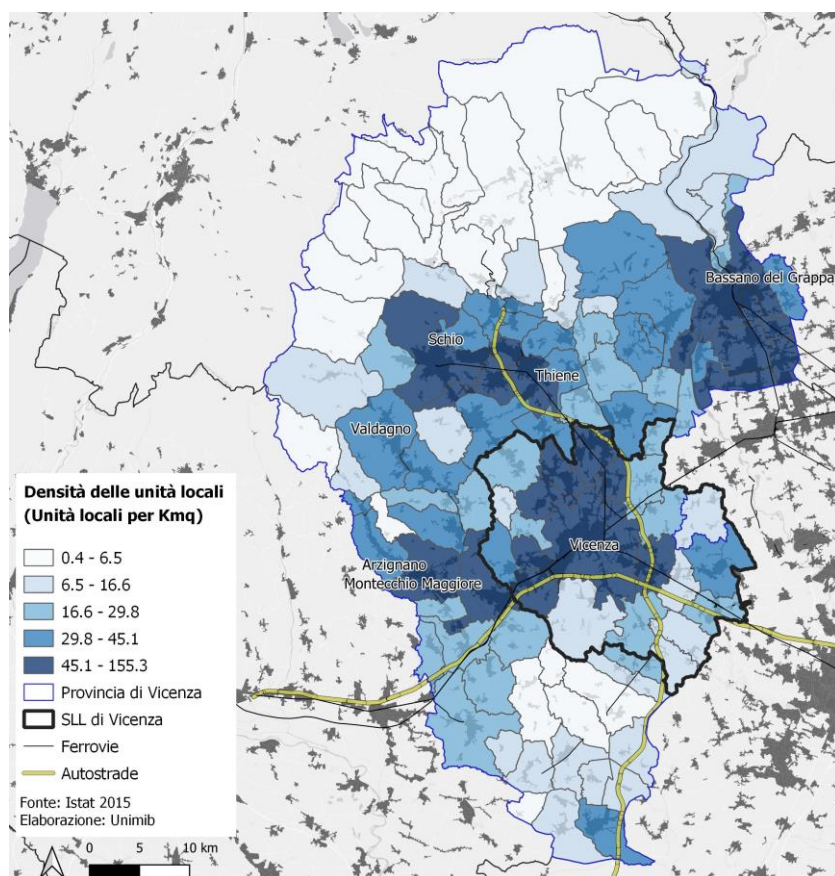 Bassano del Grappa
Schio
Thiene
Valdagno
Vicenza
Arzignano
Montecchio Maggiore
Densità delle unità locali
(Unità locali per Kmq)
0.4 - 6.5
6.5 - 16.6
16.6 - 29.8
29.8 - 45.1
45.1 - 155.3
Provincia di Vicenza
SLL di Vicenza
Ferrovie
Autostrade
Fonte: Istat 2015
Elaborazione: Unimib
0 5 10 km